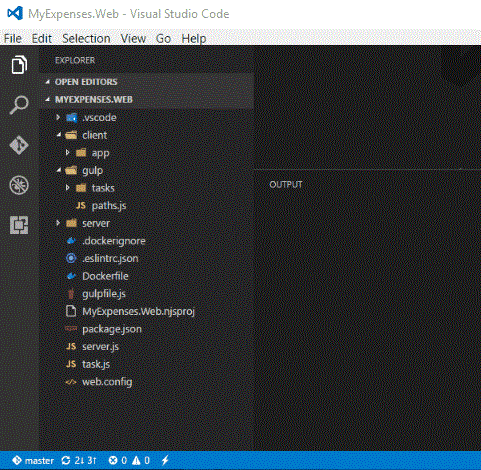 MyExpenses.Web - Visual Studio Code
File Edit Selection View Go Help
EXPLORER
OPEN EDITORS
MYEXPENSES.WEB
.vscode
client
app
gulp
tasks
JS paths.js
server
.dockerignore
.eslintrc.json
Dockerfile
gulpfile.js
MyExpenses.Web.njsproj
package.json
JS server.js
JS task.js
web.config
OUTPUT
master 2↓ 3↑ 0 0